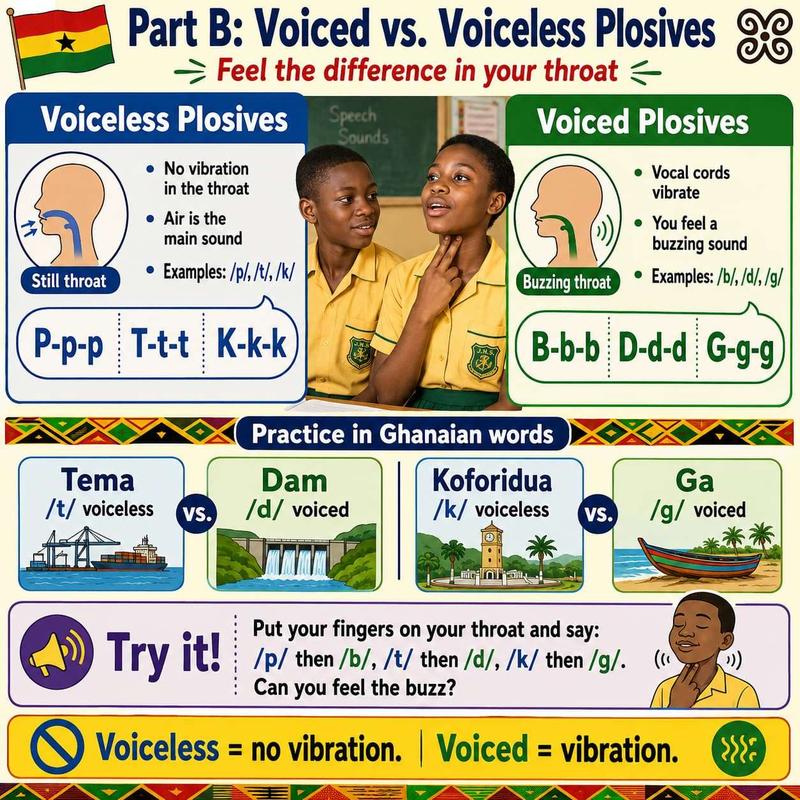 Part B: Voiced vs. Voiceless Plosives
Feel the difference in your throat
Voiceless Plosives
• No vibration
in the throat
• Air is the
main sound
• Examples: /p/, /t/, /k/
Still throat
P-p-p
T-t-t
K-k-k
Speech
Sounds
J.H.S.
J.H.S.
Voiced Plosives
• Vocal cords
vibrate
• You feel a
buzzing sound
• Examples: /b/, /d/, /g/
Buzzing throat
B-b-b
D-d-d
G-g-g
Practice in Ghanaian words
Tema
/t/ voiceless
vs.
Dam
/d/ voiced
Koforidua
/k/ voiceless
vs.
Ga
/g/ voiced
Try it!
Put your fingers on your throat and say:
/p/ then /b/, /t/ then /d/, /k/ then /g/.
Can you feel the buzz?
Voiceless = no vibration.
Voiced = vibration.